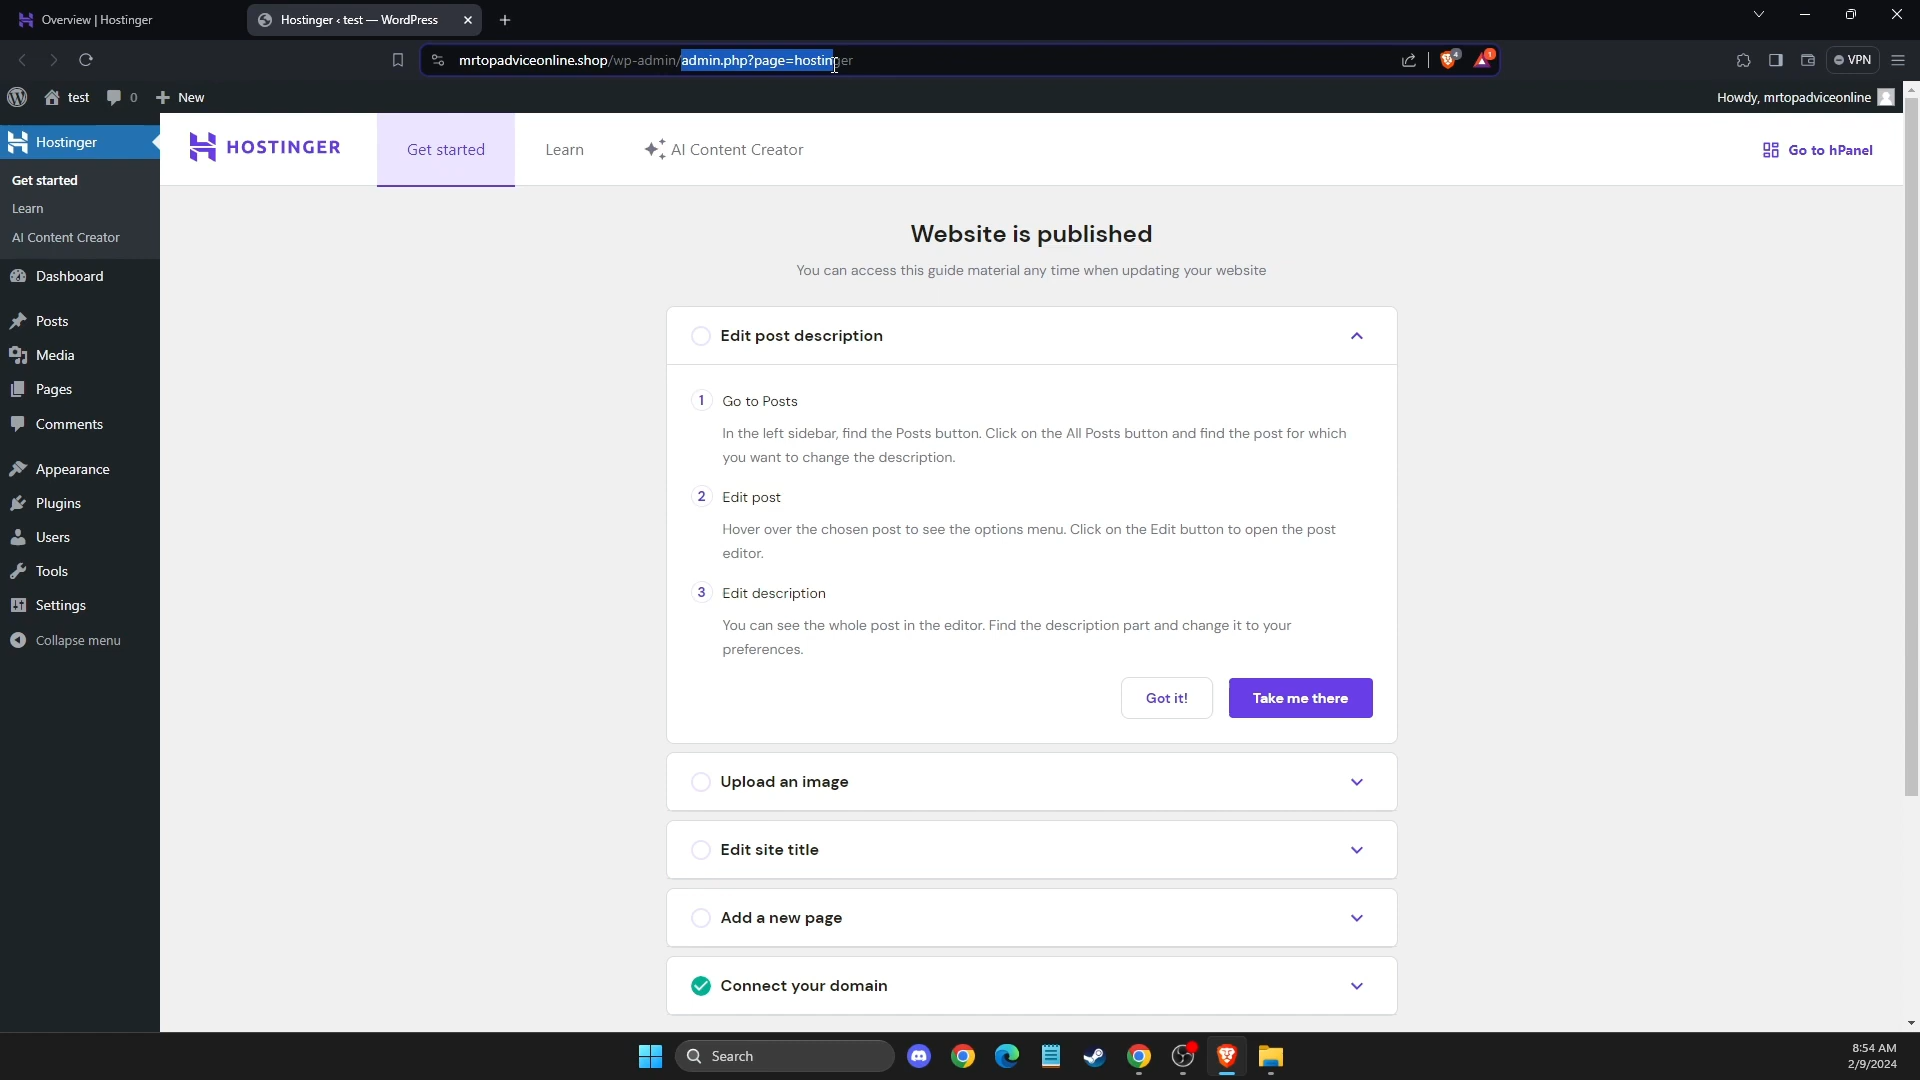 Overview | Hostinger
Hostinger ‹ test — WordPress
mrtopadviceonline.shop/wp-admin/admin.php?page=hostinger
4
1
VPN
test
0
New
Howdy, mrtopadviceonline
Hostinger
Get started
Learn
AI Content Creator
Dashboard
Posts
Media
Pages
Comments
Appearance
Plugins
Users
Tools
Settings
Collapse menu
HOSTINGER
Get started
Learn
AI Content Creator
Go to hPanel
Website is published
You can access this guide material any time when updating your website
Edit post description
1 Go to Posts
In the left sidebar, find the Posts button. Click on the All Posts button and find the post for which
you want to change the description.
2 Edit post
Hover over the chosen post to see the options menu. Click on the Edit button to open the post
editor.
3 Edit description
You can see the whole post in the editor. Find the description part and change it to your
preferences.
Got it!
Take me there
Upload an image
Edit site title
Add a new page
Connect your domain
Search
8:54 AM
2/9/2024